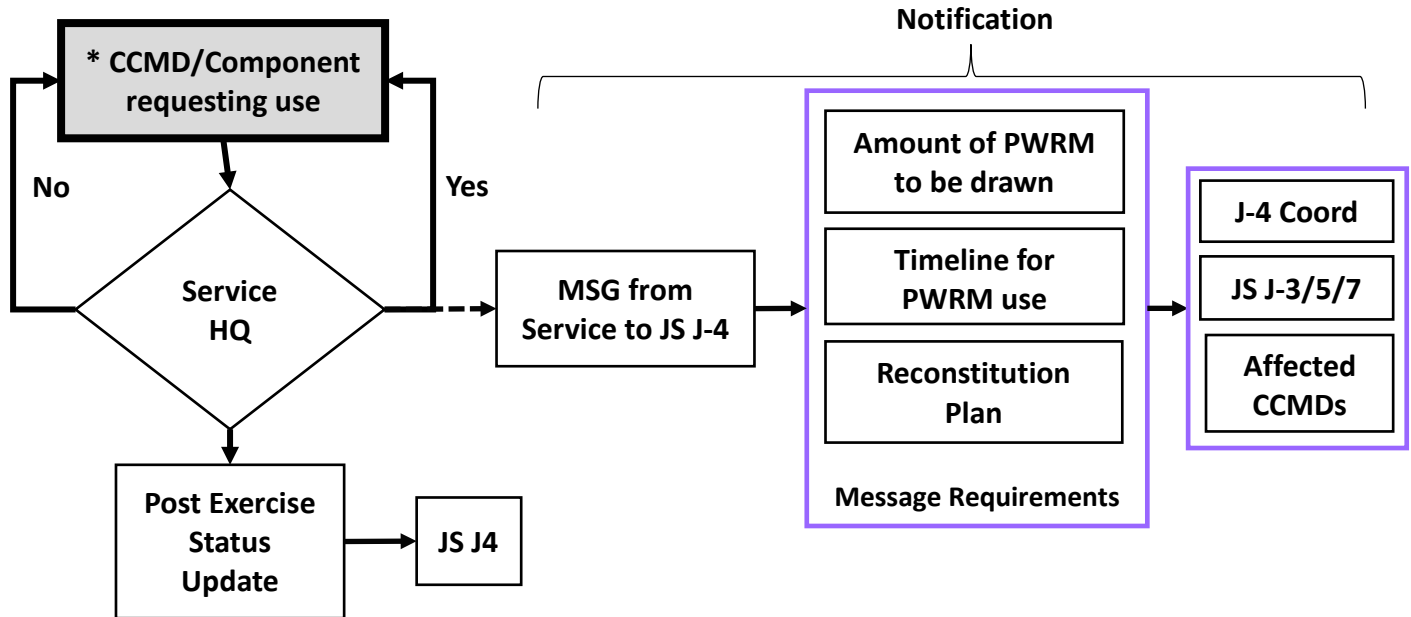 Notification
* CCMD/Component
requesting use
No
Yes
Service
HQ
MSG from
Service to JS J-4
Amount of PWRM
to be drawn
Timeline for
PWRM use
Reconstitution
Plan
Message Requirements
J-4 Coord
JS J-3/5/7
Affected
CCMDs
Post Exercise
Status
Update
JS J4